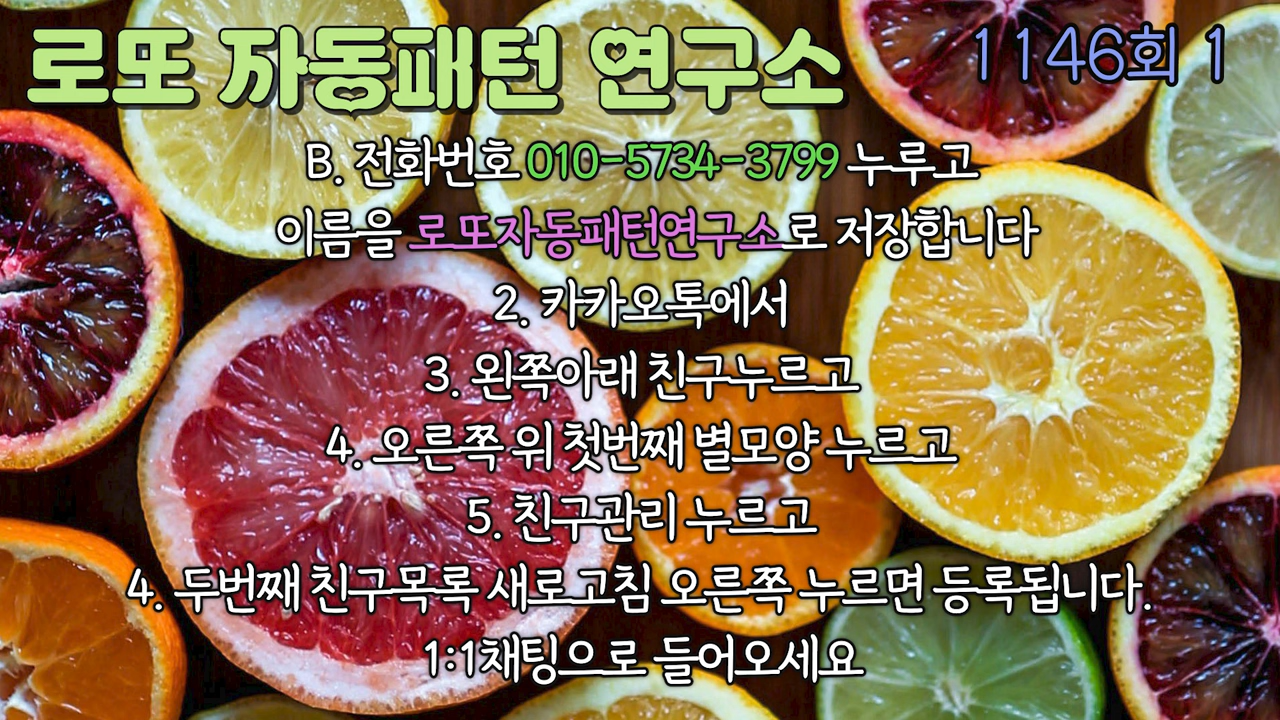 로또 자동패턴 연구소
1146회 1
B. 전화번호 010-5734-3799 누루고
이름을 로또자동패턴연구소로 저장합니다
2. 카카오톡에서
3. 왼쪽아래 친구누르고
4. 오른쪽 위 첫번째 별모양 누르고
5. 친구관리 누르고
4. 두번째 친구목록 새로고침 오른쪽 누르면 등록됩니다.
1:1채팅으로 들어오세요